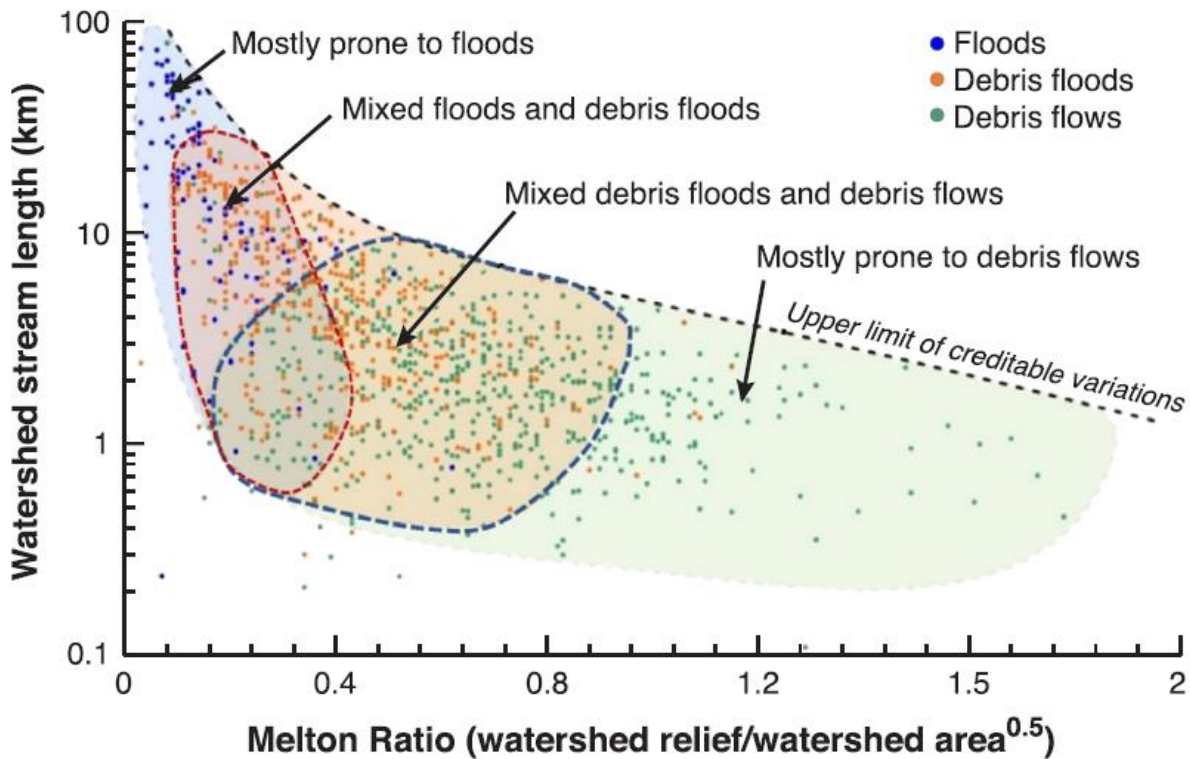 100
Mostly prone to floods
Floods
Debris floods
Debris flows
Mixed floods and debris floods
Mixed debris floods and debris flows
10
Mostly prone to debris flows
Upper limit of creditable variations
1
0.1
Watershed stream length (km)
0
0.4
0.8
1.2
1.5
2
Melton Ratio (watershed relief/watershed area0.5)